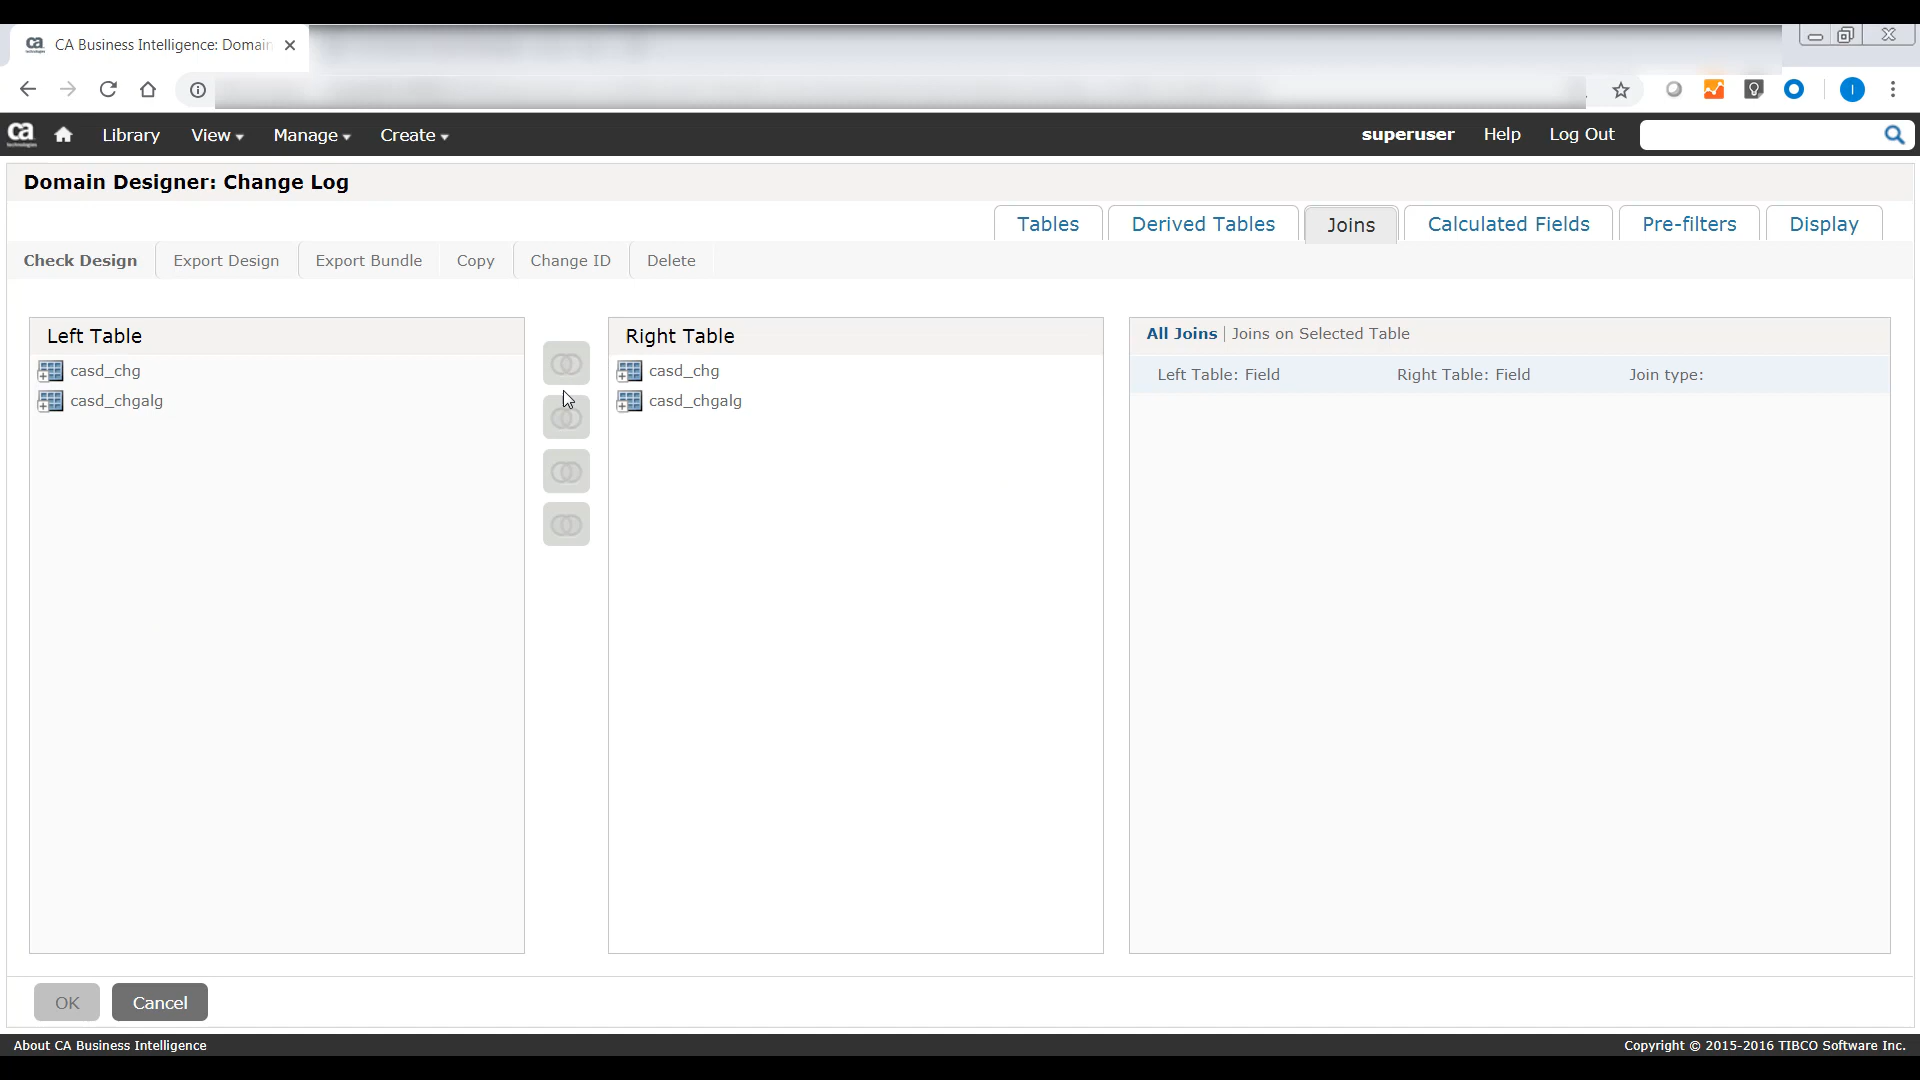 CA Business Intelligence: Domain
I
ca
technologies
Library
View
Manage
Create
superuser
Help
Log Out
Domain Designer: Change Log
Tables
Derived Tables
Joins
Calculated Fields
Pre-filters
Display
Check Design
Export Design
Export Bundle
Copy
Change ID
Delete
Left Table
casd_chg
casd_chgalg
Right Table
casd_chg
casd_chgalg
All Joins | Joins on Selected Table
Left Table: Field
Right Table: Field
Join type:
OK
Cancel
About CA Business Intelligence
Copyright © 2015-2016 TIBCO Software Inc.